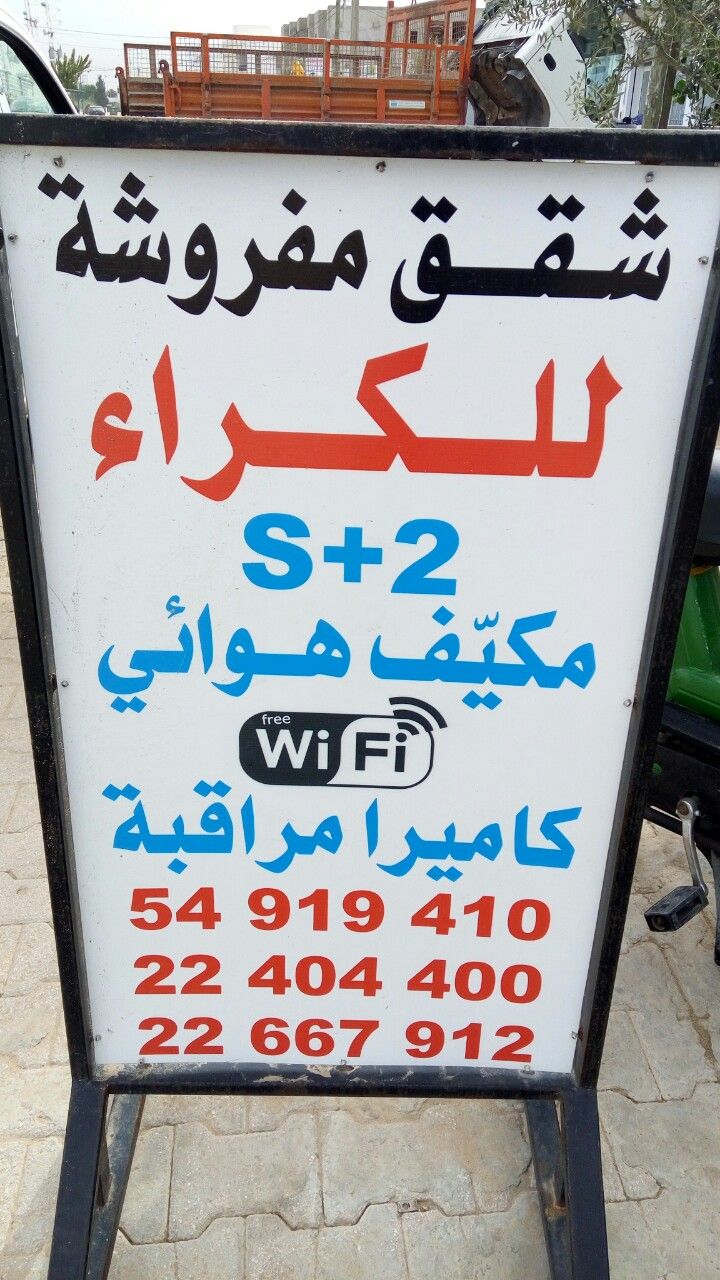 شقق مفروشة
للكراء
S+2
مكيّف هوائي
free
WiFi
كاميرا مراقبة
54 919 410
22 404 400
22 667 912